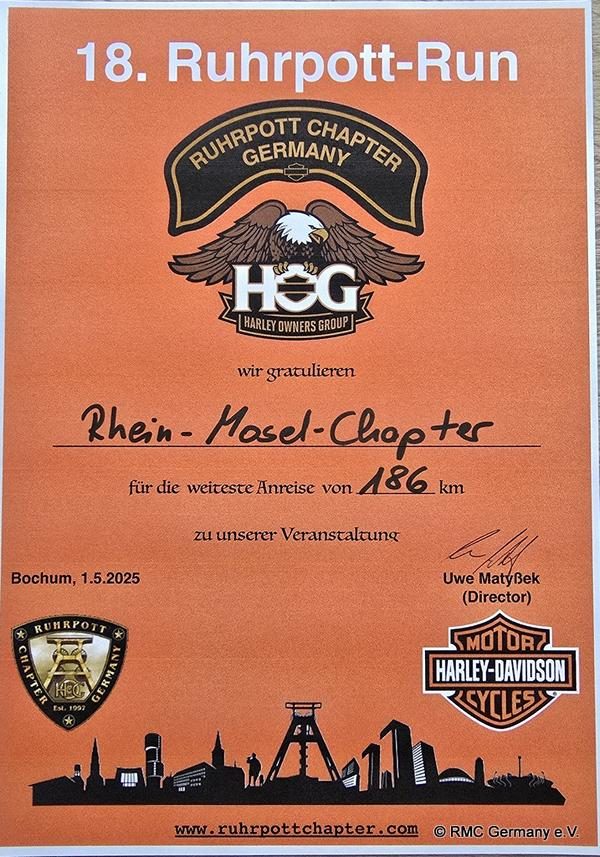 18. Ruhrpott-Run
RUHRPOTT CHAPTER
GERMANY
HOG
HARLEY OWNERS GROUP
wir gratulieren
Rhein-Mosel-Chapter
für die weiteste Anreise von 186 km
zu unserer Veranstaltung
Bochum, 1.5.2025
Uwe Matyßek
(Director)
RUHRPOTT
CHAPTER
GERMANY
HOG
Est. 1997
MOTOR
HARLEY-DAVIDSON
CYCLES
www.ruhrpottchapter.com
© RMC Germany e.V.